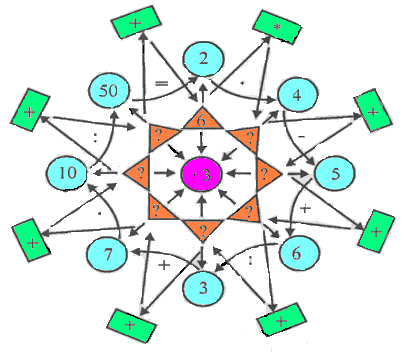 + *
= 2 ·
50 4
+ 6 +
: ? ? -
10 ? · 3 ? 5
· ? ? +
+ ? +
7 6
+ 3 :
+ +